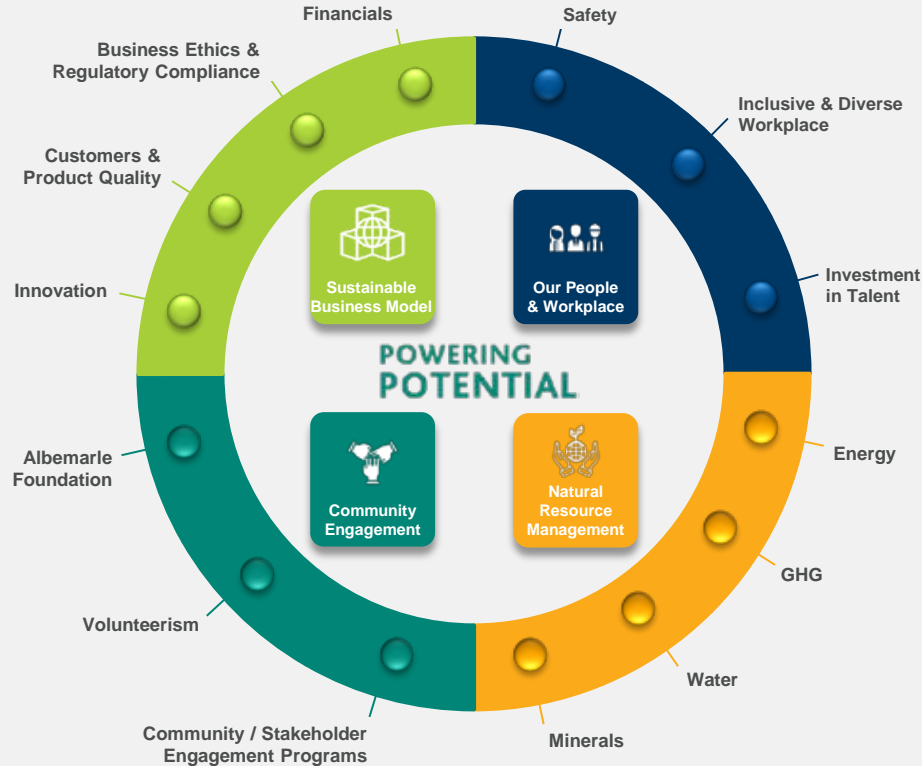 Financials
Safety
Business Ethics &
Regulatory Compliance
Inclusive & Diverse
Workplace
Customers &
Product Quality
Innovation
Investment
in Talent
Sustainable
Business Model
Our People
& Workplace
POWERING
POTENTIAL
Community
Engagement
Natural
Resource
Management
Albemarle
Foundation
Energy
GHG
Volunteerism
Water
Community / Stakeholder
Engagement Programs
Minerals